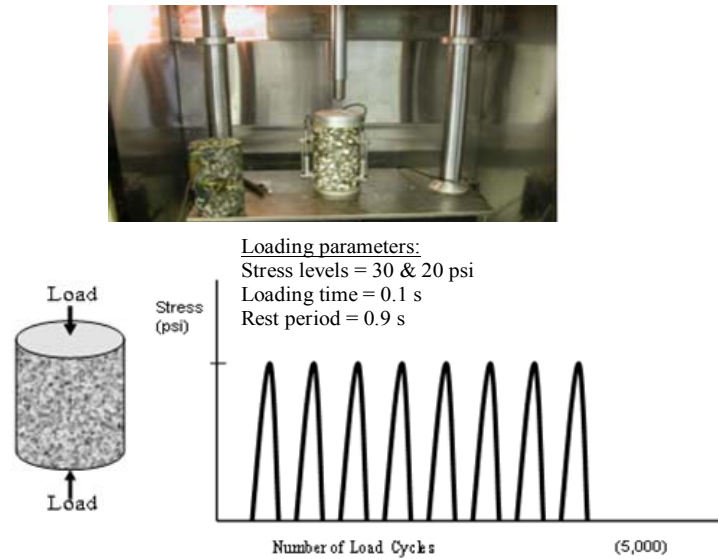 Loading parameters:
Stress levels = 30 & 20 psi
Loading time = 0.1 s
Rest period = 0.9 s
Load
Stress
(psi)
Load
Number of Load Cycles
(5,000)